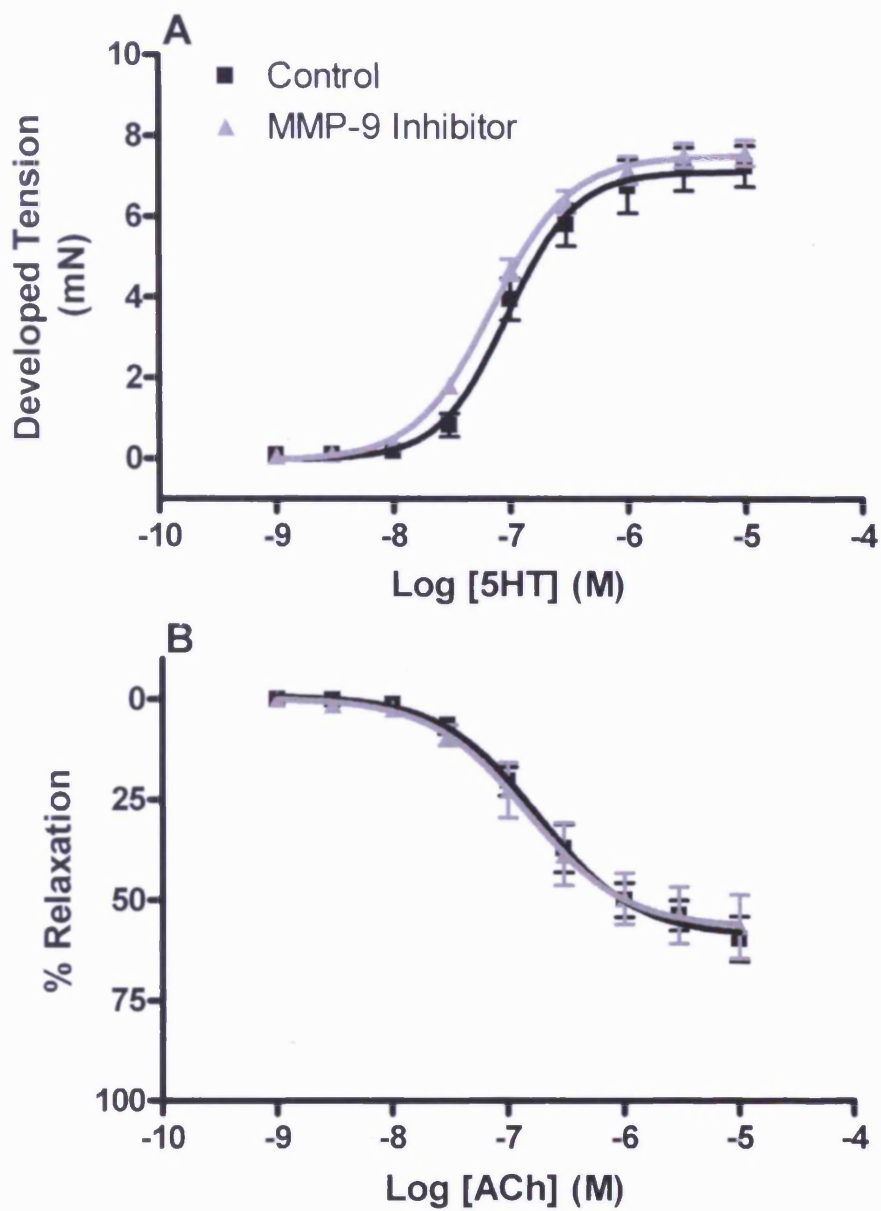 A
10
8
6
4
2
0
Control
MMP-9 Inhibitor
Developed Tension
(mN)
-10 -9 -8 -7 -6 -5 -4
Log [5HT] (M)
B
0
25
50
75
100
% Relaxation
-10 -9 -8 -7 -6 -5 -4
Log [ACh] (M)